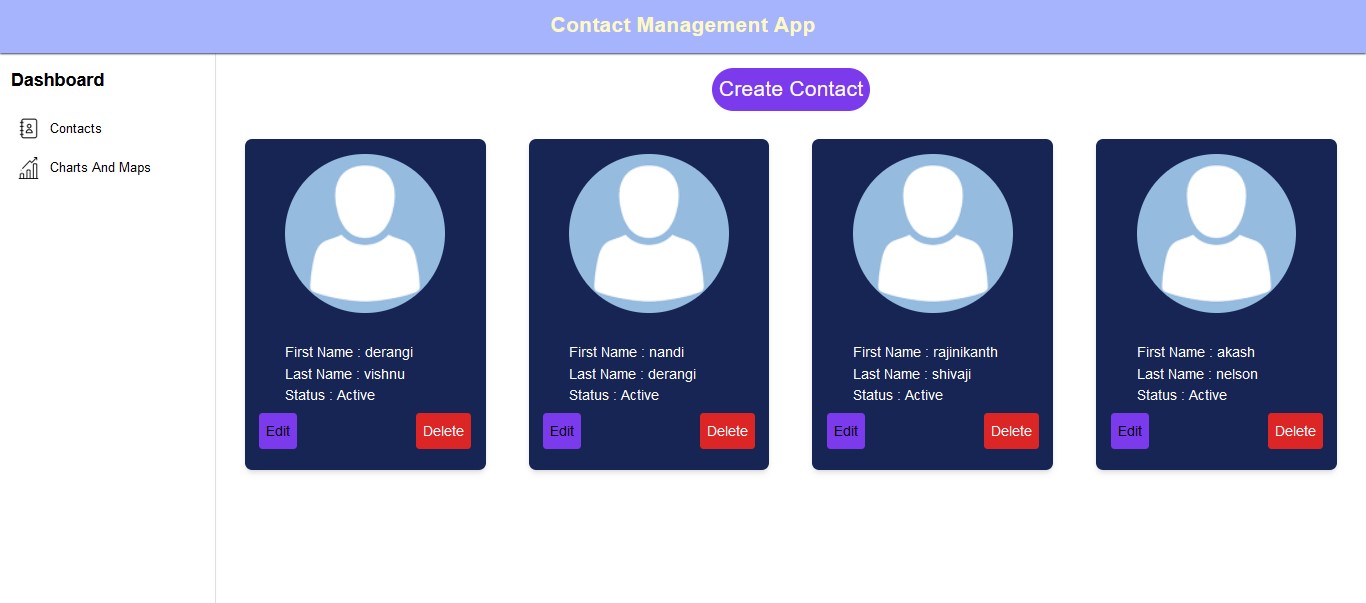 Contact Management App
Dashboard
Contacts
Charts And Maps
Create Contact
First Name : derangi
Last Name : vishnu
Status : Active
Edit
Delete
First Name : nandi
Last Name : derangi
Status : Active
Edit
Delete
First Name : rajinikanth
Last Name : shivaji
Status : Active
Edit
Delete
First Name : akash
Last Name : nelson
Status : Active
Edit
Delete